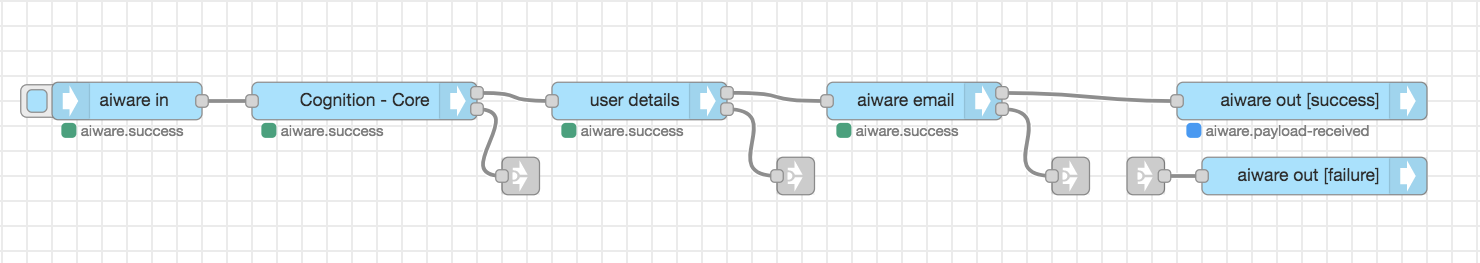 aiware in
Cognition - Core
user details
aiware email
aiware out [success]
aiware.success
aiware.success
aiware.success
aiware.success
aiware.payload-received
aiware out [failure]